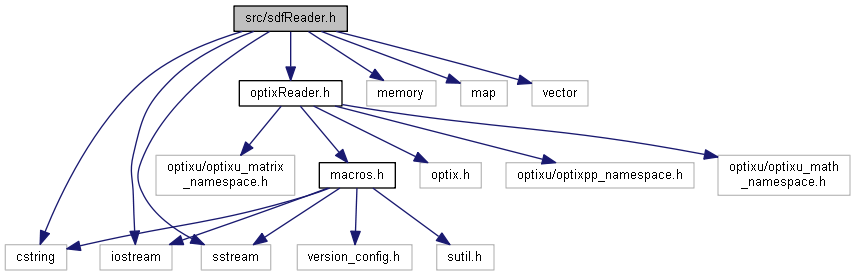 src/sdfReader.h
optixReader.h
memory
map
vector
optixu/optixu_matrix
_namespace.h
macros.h
optix.h
optixu/optixpp_namespace.h
optixu/optixu_math
_namespace.h
cstring
iostream
sstream
version_config.h
sutil.h